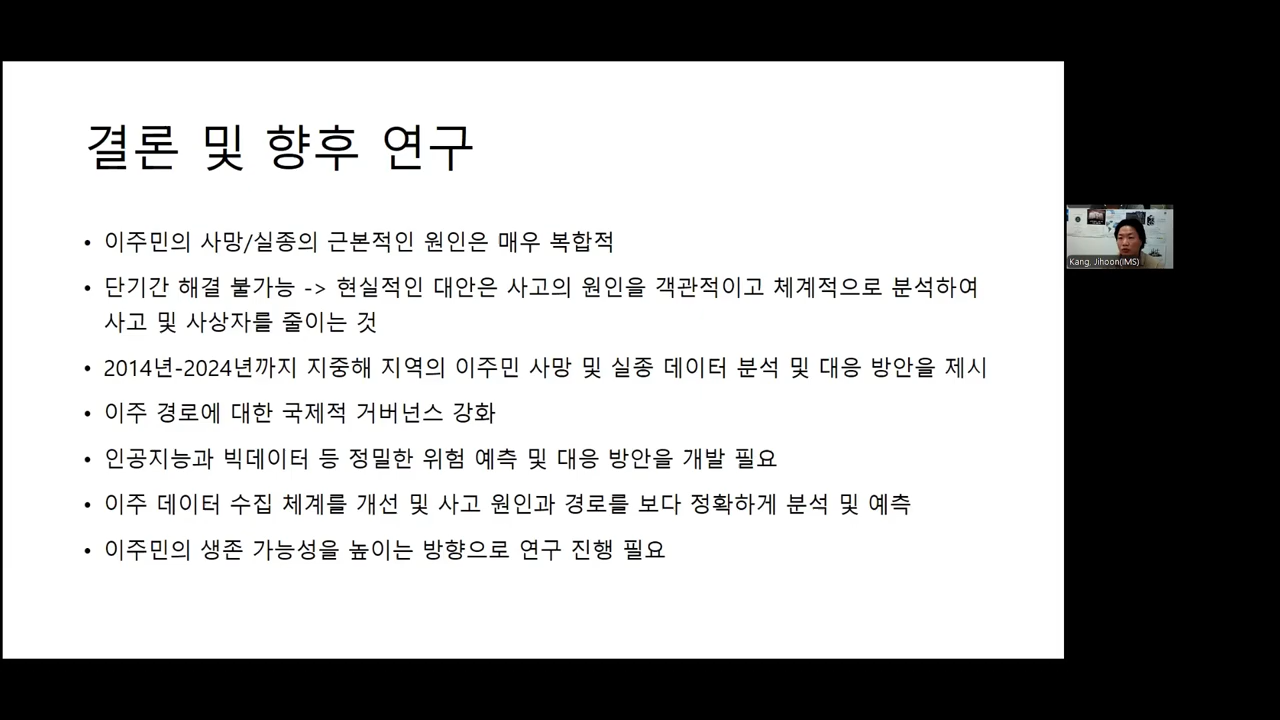 결론 및 향후 연구
• 이주민의 사망/실종의 근본적인 원인은 매우 복합적
• 단기간 해결 불가능 -> 현실적인 대안은 사고의 원인을 객관적이고 체계적으로 분석하여
사고 및 사상자를 줄이는 것
• 2014년-2024년까지 지중해 지역의 이주민 사망 및 실종 데이터 분석 및 대응 방안을 제시
• 이주 경로에 대한 국제적 거버넌스 강화
• 인공지능과 빅데이터 등 정밀한 위험 예측 및 대응 방안을 개발 필요
• 이주 데이터 수집 체계를 개선 및 사고 원인과 경로를 보다 정확하게 분석 및 예측
• 이주민의 생존 가능성을 높이는 방향으로 연구 진행 필요
Kang, Jihoon(IMS)